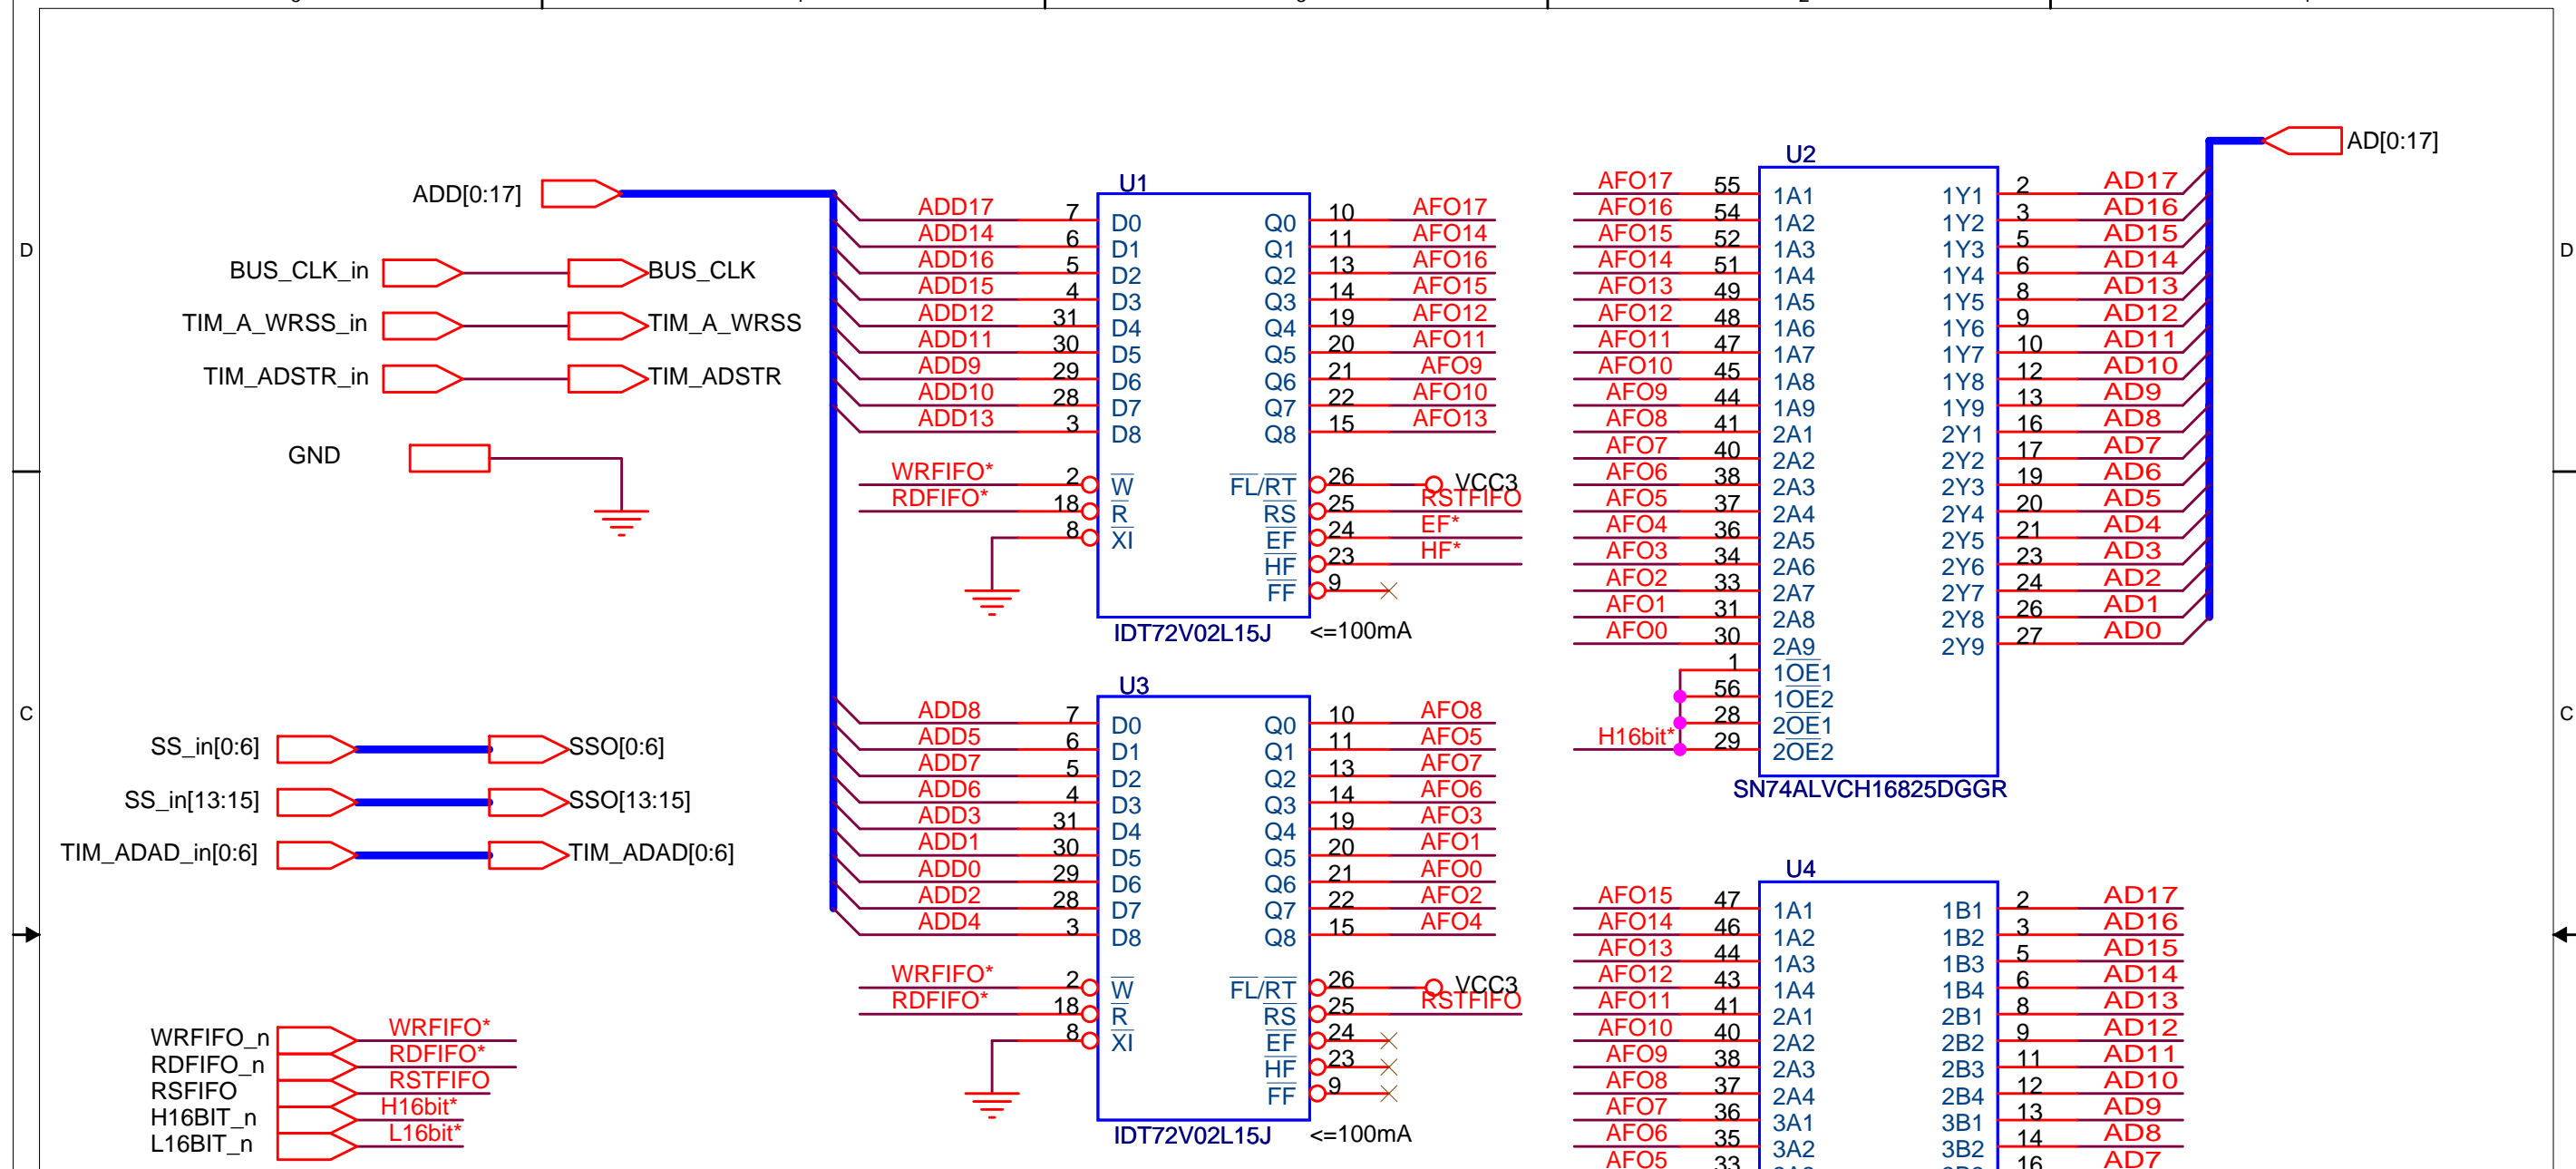 D
D
C
C
ADD[0:17]
BUS_CLK_in
BUS_CLK
TIM_A_WRSS_in
TIM_A_WRSS
TIM_ADSTR_in
TIM_ADSTR
GND
SS_in[0:6]
SSO[0:6]
SS_in[13:15]
SSO[13:15]
TIM_ADAD_in[0:6]
TIM_ADAD[0:6]
WRFIFO_n WRFIFO*
RDFIFO_n RDFIFO*
RSFIFO RSTFIFO
H16BIT_n H16bit*
L16BIT_n L16bit*
U1
ADD17 7 D0 Q0 10 AFO17
ADD14 6 D1 Q1 11 AFO14
ADD16 5 D2 Q2 13 AFO16
ADD15 4 D3 Q3 14 AFO15
ADD12 31 D4 Q4 19 AFO12
ADD11 30 D5 Q5 20 AFO11
ADD9 29 D6 Q6 21 AFO9
ADD10 28 D7 Q7 22 AFO10
ADD13 3 D8 Q8 15 AFO13
WRFIFO* 2 W FL/RT 26 VCC3
RDFIFO* 18 R RS 25 RSTFIFO
8 XI EF 24 EF*
HF 23 HF*
FF 9
IDT72V02L15J <=100mA
U3
ADD8 7 D0 Q0 10 AFO8
ADD5 6 D1 Q1 11 AFO5
ADD7 5 D2 Q2 13 AFO7
ADD6 4 D3 Q3 14 AFO6
ADD3 31 D4 Q4 19 AFO3
ADD1 30 D5 Q5 20 AFO1
ADD0 29 D6 Q6 21 AFO0
ADD2 28 D7 Q7 22 AFO2
ADD4 3 D8 Q8 15 AFO4
WRFIFO* 2 W FL/RT 26 VCC3
RDFIFO* 18 R RS 25 RSTFIFO
8 XI EF 24
HF 23
FF 9
IDT72V02L15J <=100mA
AD[0:17]
U2
AFO17 55 1A1 1Y1 2 AD17
AFO16 54 1A2 1Y2 3 AD16
AFO15 52 1A3 1Y3 5 AD15
AFO14 51 1A4 1Y4 6 AD14
AFO13 49 1A5 1Y5 8 AD13
AFO12 48 1A6 1Y6 9 AD12
AFO11 47 1A7 1Y7 10 AD11
AFO10 45 1A8 1Y8 12 AD10
AFO9 44 1A9 1Y9 13 AD9
AFO8 41 2A1 2Y1 16 AD8
AFO7 40 2A2 2Y2 17 AD7
AFO6 38 2A3 2Y3 19 AD6
AFO5 37 2A4 2Y4 20 AD5
AFO4 36 2A5 2Y5 21 AD4
AFO3 34 2A6 2Y6 23 AD3
AFO2 33 2A7 2Y7 24 AD2
AFO1 31 2A8 2Y8 26 AD1
AFO0 30 2A9 2Y9 27 AD0
1 1OE1
56 1OE2
28 2OE1
H16bit* 29 2OE2
SN74ALVCH16825DGGR
U4
AFO15 47 1A1 1B1 2 AD17
AFO14 46 1A2 1B2 3 AD16
AFO13 44 1A3 1B3 5 AD15
AFO12 43 1A4 1B4 6 AD14
AFO11 41 2A1 2B1 8 AD13
AFO10 40 2A2 2B2 9 AD12
AFO9 38 2A3 2B3 11 AD11
AFO8 37 2A4 2B4 12 AD10
AFO7 36 3A1 3B1 13 AD9
AFO6 35 3A2 3B2 14 AD8
AFO5 33 16 AD7